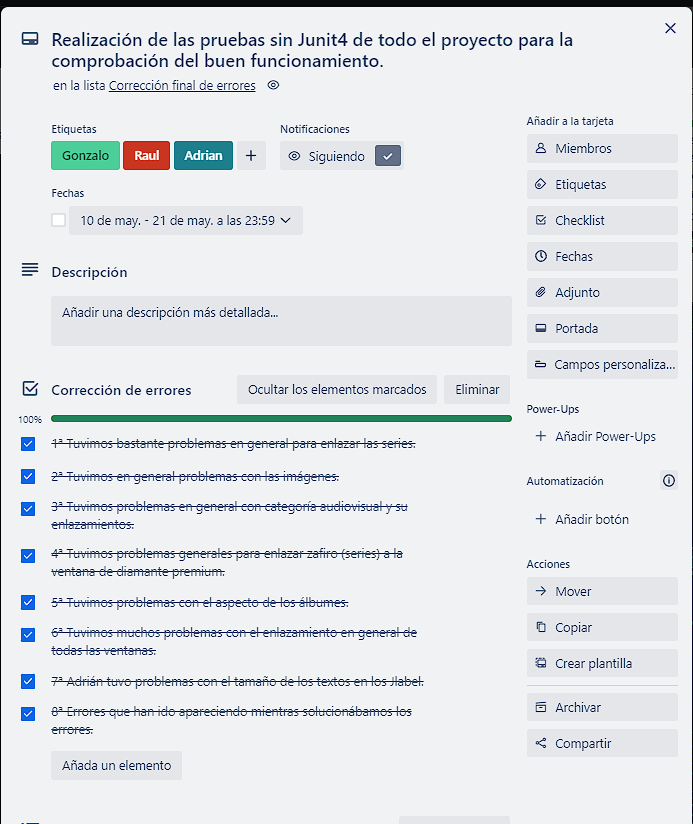 Realización de las pruebas sin Junit4 de todo el proyecto para la
comprobación del buen funcionamiento.
en la lista Corrección final de errores
Etiquetas
Notificaciones
Gonzalo
Raul
Adrian
Siguiendo
Fechas
10 de may. - 21 de may. a las 23:59
Descripción
Añadir una descripción más detallada...
Corrección de errores
Ocultar los elementos marcados
Eliminar
100%
1ª Tuvimos bastante problemas en general para enlazar las series.
2ª Tuvimos en general problemas con las imágenes.
3ª Tuvimos problemas en general con categoría audiovisual y su
enlazamientos.
4ª Tuvimos problemas generales para enlazar zafiro (series) a la
ventana de diamante premium.
5ª Tuvimos problemas con el aspecto de los álbumes.
6ª Tuvimos muchos problemas con el enlazamiento en general de
todas las ventanas.
7ª Adrián tuvo problemas con el tamaño de los textos en los Jlabel.
8ª Errores que han ido apareciendo mientras solucionábamos los
errores.
Añada un elemento
Añadir a la tarjeta
Miembros
Etiquetas
Checklist
Fechas
Adjunto
Portada
Campos personaliza...
Power-Ups
Añadir Power-Ups
Automatización
Añadir botón
Acciones
Mover
Copiar
Crear plantilla
Archivar
Compartir